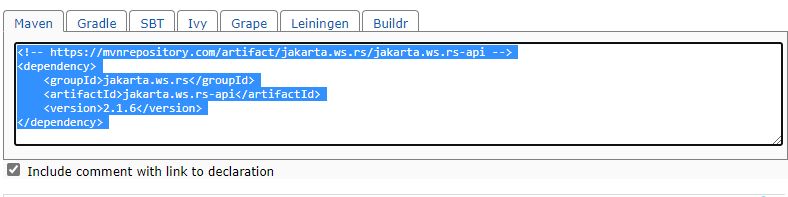 Maven Gradle SBT Ivy Grape Leiningen Buildr
<!-- https://mvnrepository.com/artifact/jakarta.ws.rs/jakarta.ws.rs-api -->
<dependency>
    <groupId>jakarta.ws.rs</groupId>
    <artifactId>jakarta.ws.rs-api</artifactId>
    <version>2.1.6</version>
</dependency>
Include comment with link to declaration